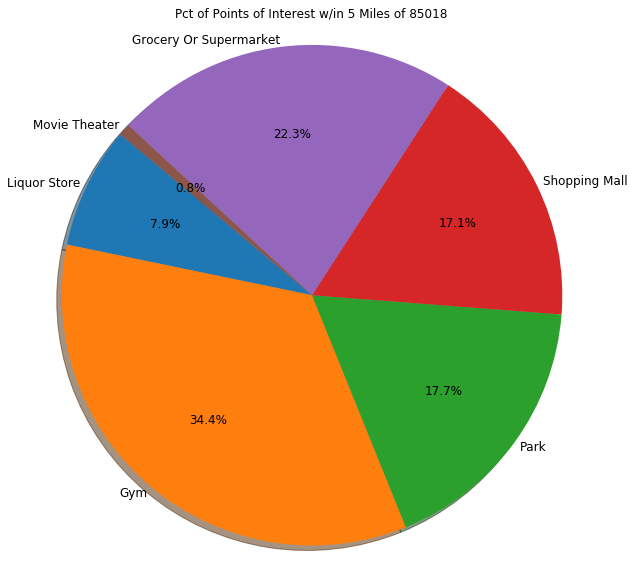 Pct of Points of Interest w/in 5 Miles of 85018
Grocery Or Supermarket
Movie Theater
Liquor Store
Shopping Mall
22.3%
0.8%
7.9%
17.1%
34.4%
17.7%
Park
Gym